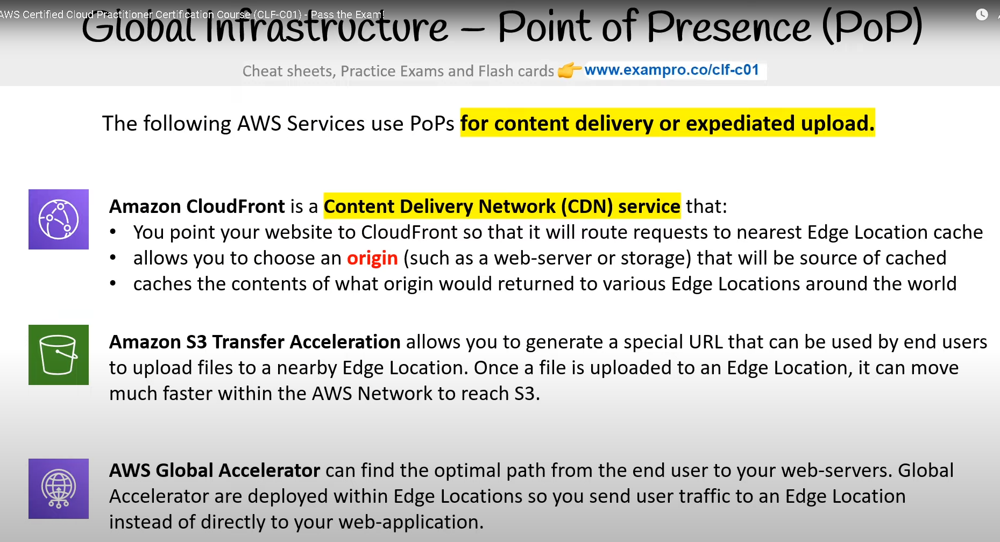 AWS Certified Cloud Practitioner Certification Course (CLF-C01) - Pass the Exam!
Global Infrastructure – Point of Presence (PoP)
Cheat sheets, Practice Exams and Flash cards 👉 www.exampro.co/clf-c01
The following AWS Services use PoPs for content delivery or expediated upload.
Amazon CloudFront is a Content Delivery Network (CDN) service that:
• You point your website to CloudFront so that it will route requests to nearest Edge Location cache
• allows you to choose an origin (such as a web-server or storage) that will be source of cached
• caches the contents of what origin would returned to various Edge Locations around the world
Amazon S3 Transfer Acceleration allows you to generate a special URL that can be used by end users
to upload files to a nearby Edge Location. Once a file is uploaded to an Edge Location, it can move
much faster within the AWS Network to reach S3.
AWS Global Accelerator can find the optimal path from the end user to your web-servers. Global
Accelerator are deployed within Edge Locations so you send user traffic to an Edge Location
instead of directly to your web-application.